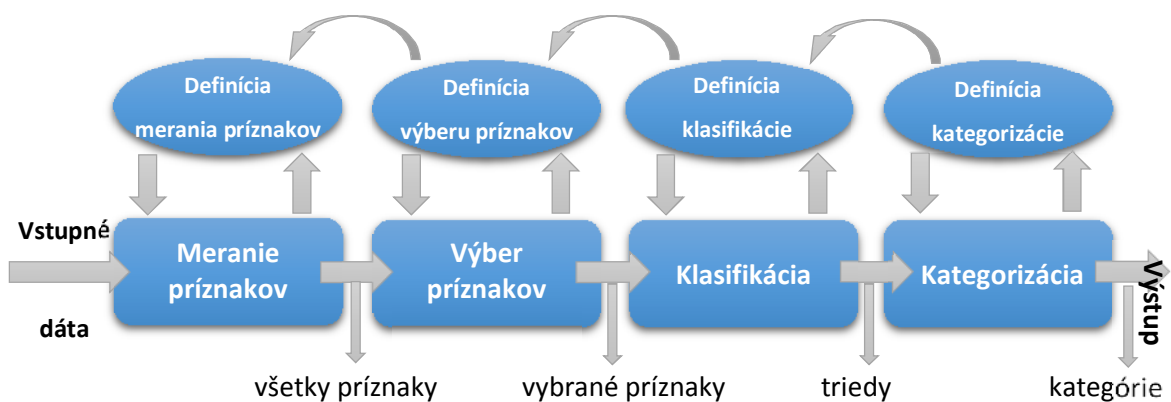 Definícia
merania príznakov
Definícia
výberu príznakov
Definícia
klasifikácie
Definícia
kategorizácie
Vstupné
dáta
Meranie
príznakov
Výber
príznakov
Klasifikácia
Kategorizácia
Výstup
všetky príznaky
vybrané príznaky
triedy
kategórie